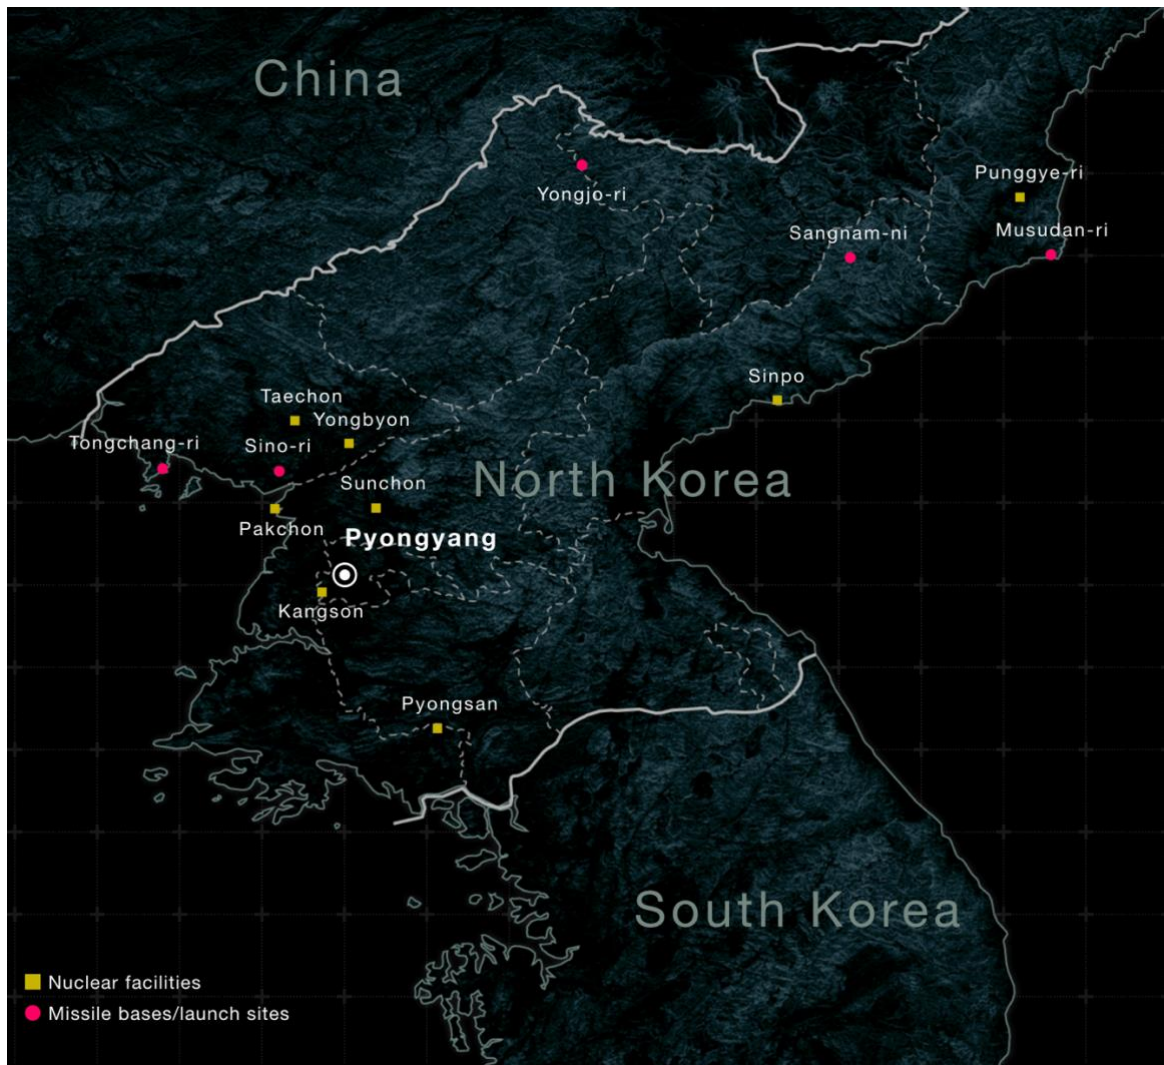 China
Yongjo-ri
Punggye-ri
Sangnam-ni
Musudan-ri
Sinpo
Taechon
Yongbyon
Tongchang-ri
Sino-ri
Sunchon
North Korea
Pakchon
Pyongyang
Kangson
Pyongsan
South Korea
Nuclear facilities
Missile bases/launch sites